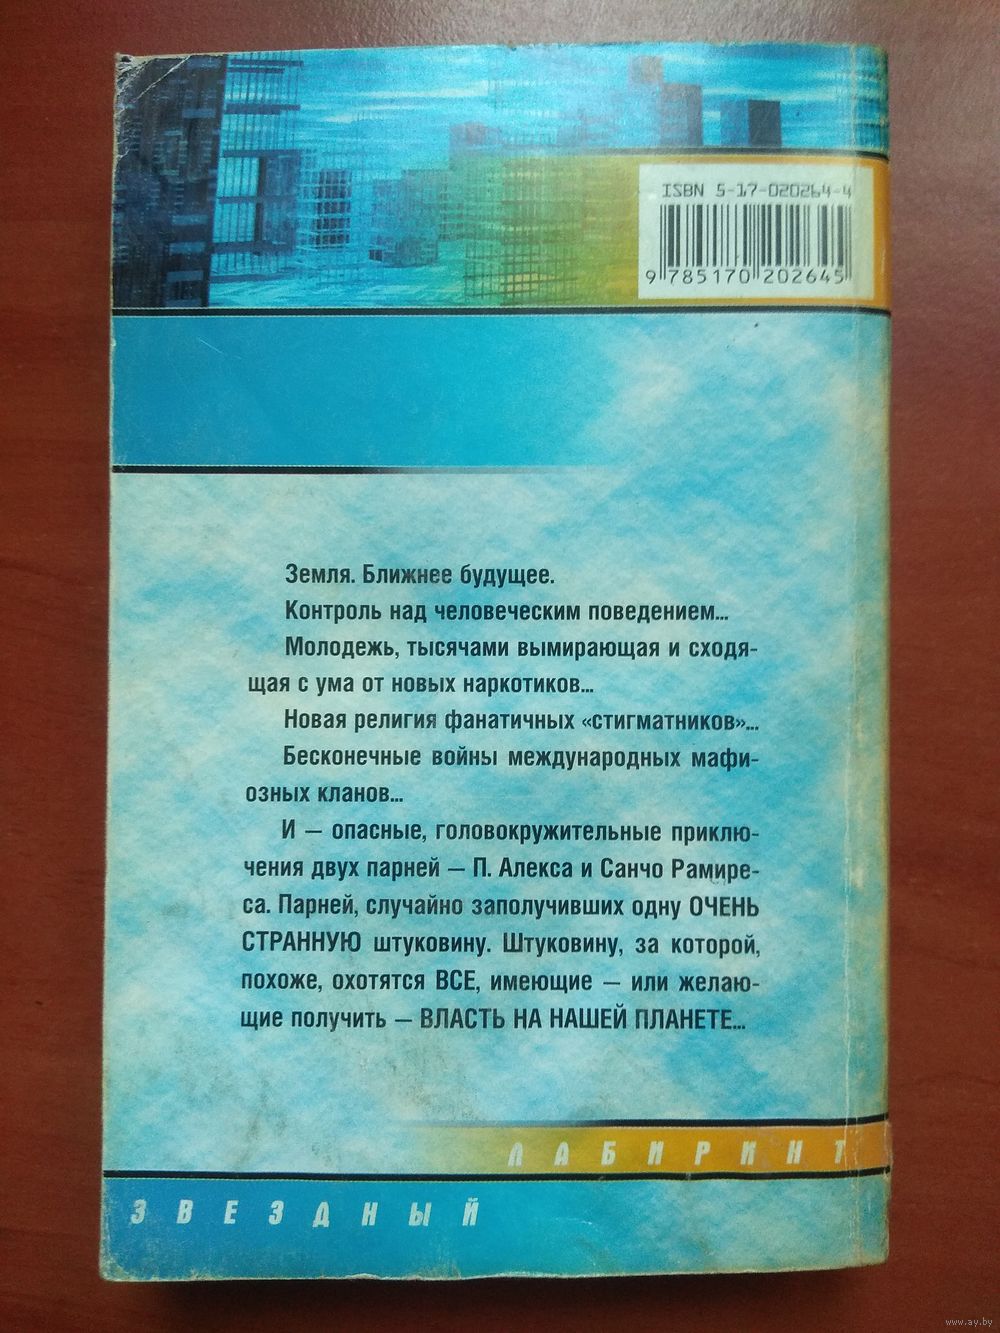 ISBN 5-17-020264-4
9 785170 202645
Земля. Ближнее будущее.
Контроль над человеческим поведением...
Молодежь, тысячами вымирающая и сходя-
щая с ума от новых наркотиков...
Новая религия фанатичных «стигматников»...
Бесконечные войны международных мафи-
озных кланов...
И — опасные, головокружительные приклю-
чения двух парней — П. Алекса и Санчо Рамире-
са. Парней, случайно заполучивших одну ОЧЕНЬ
СТРАННУЮ штуковину. Штуковину, за которой,
похоже, охотятся ВСЕ, имеющие — или желаю-
щие получить — ВЛАСТЬ НА НАШЕЙ ПЛАНЕТЕ...
ЛАБИРИНТ
ЗВЕЗДНЫЙ
www.ay.by